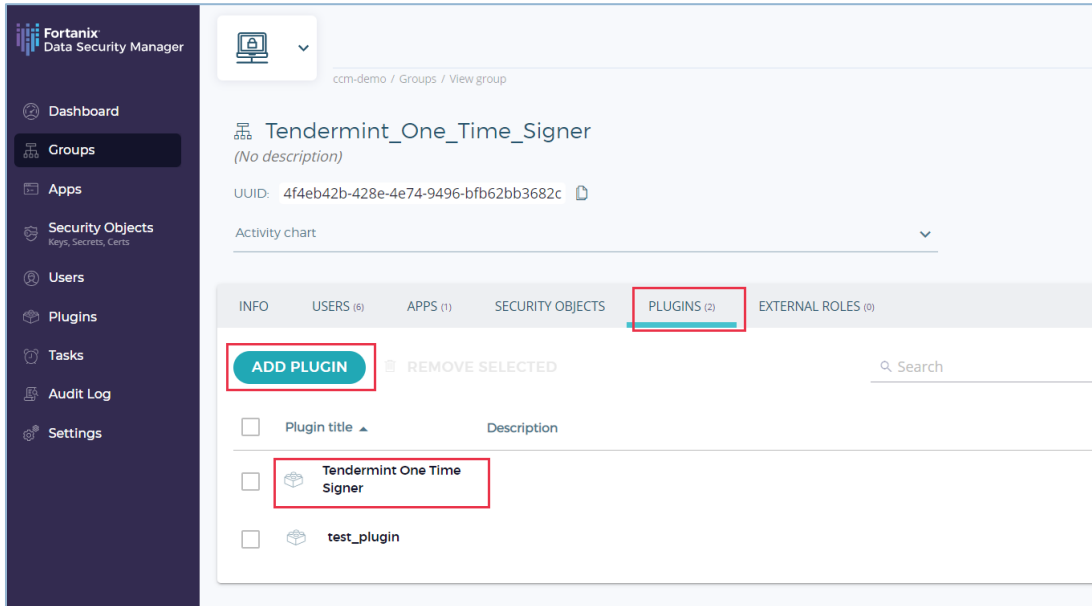 Fortanix
Data Security Manager
ccm-demo / Groups / View group
Dashboard
Groups
Apps
Security Objects
Keys, Secrets, Certs
Users
Plugins
Tasks
Audit Log
Settings
Tendermint_One_Time_Signer
(No description)
UUID: 4f4eb42b-428e-4e74-9496-bfb62bb3682c
Activity chart
INFO USERS (6) APPS (1) SECURITY OBJECTS PLUGINS (2) EXTERNAL ROLES (0)
ADD PLUGIN REMOVE SELECTED Search
Plugin title Description
Tendermint One Time
Signer
test_plugin